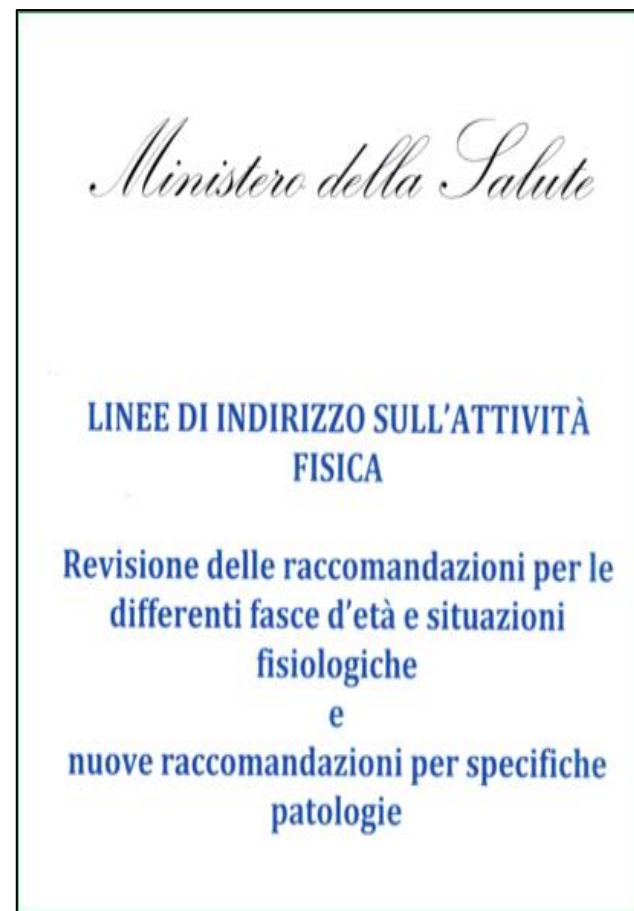 Ministero della Salute
LINEE DI INDIRIZZO SULL’ATTIVITÀ
FISICA
Revisione delle raccomandazioni per le
differenti fasce d’età e situazioni
fisiologiche
e
nuove raccomandazioni per specifiche
patologie